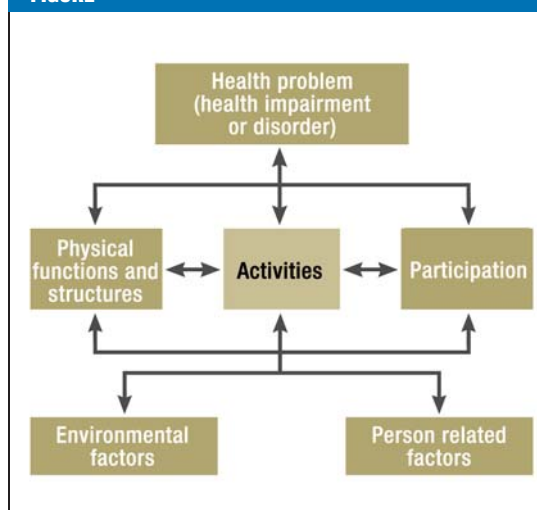 Health problem
(health impairment
or disorder)
Physical
functions and
structures
Activities
Participation
Environmental
factors
Person related
factors